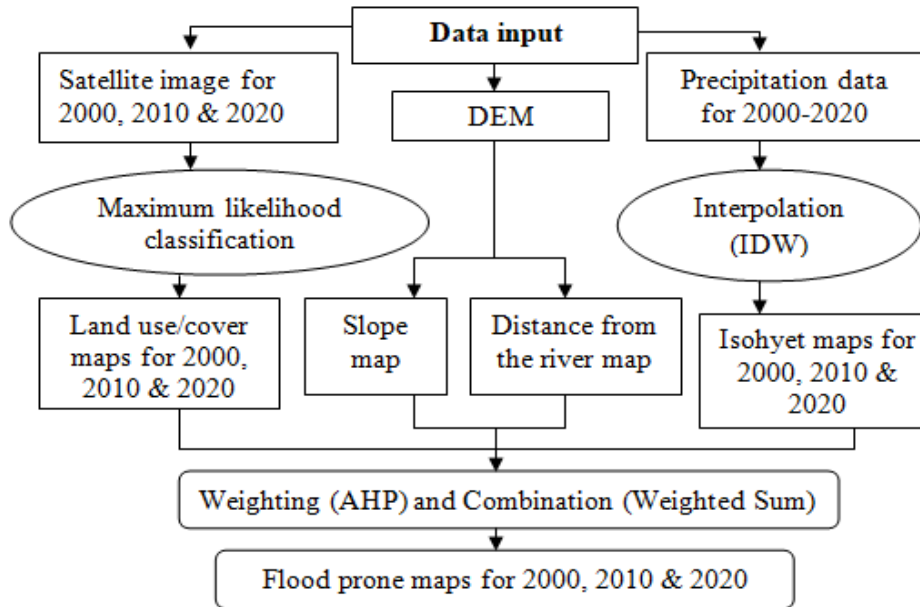 Data input
Satellite image for
2000, 2010 & 2020
DEM
Precipitation data
for 2000-2020
Maximum likelihood
classification
Interpolation
(IDW)
Land use/cover
maps for 2000,
2010 & 2020
Slope
map
Distance from
the river map
Isohyet maps for
2000, 2010 &
2020
Weighting (AHP) and Combination (Weighted Sum)
Flood prone maps for 2000, 2010 & 2020